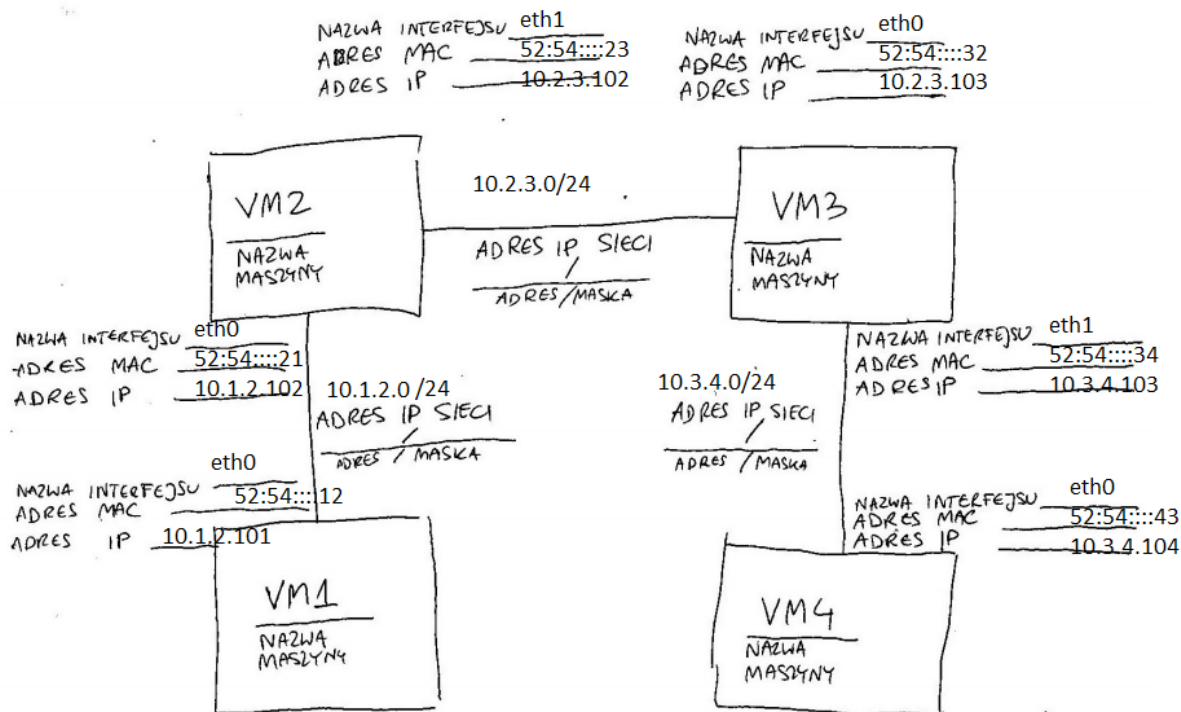 NAZWA INTERFEJSU eth1
ADRES MAC 52:54::::23
ADRES IP 10.2.3.102
NAZWA INTERFEJSU eth0
ADRES MAC 52:54::::32
ADRES IP 10.2.3.103
VM2
NAZWA
MASZYNY
10.2.3.0/24
ADRES IP SIECI
/
ADRES/MASKA
VM3
NAZWA
MASZYNY
NAZWA INTERFEJSU eth0
ADRES MAC 52:54::::21
ADRES IP 10.1.2.102
10.1.2.0/24
ADRES IP SIECI
/
ADRES / MASKA
10.3.4.0/24
ADRES IP SIECI
/
ADRES / MASKA
NAZWA INTERFEJSU eth1
ADRES MAC 52:54::::34
ADRES IP 10.3.4.103
NAZWA INTERFEJSU eth0
ADRES MAC 52:54::::12
ADRES IP 10.1.2.101
NAZWA INTERFEJSU eth0
ADRES MAC 52:54::::43
ADRES IP 10.3.4.104
VM1
NAZWA
MASZYNY
VM4
NAZWA
MASZYNY